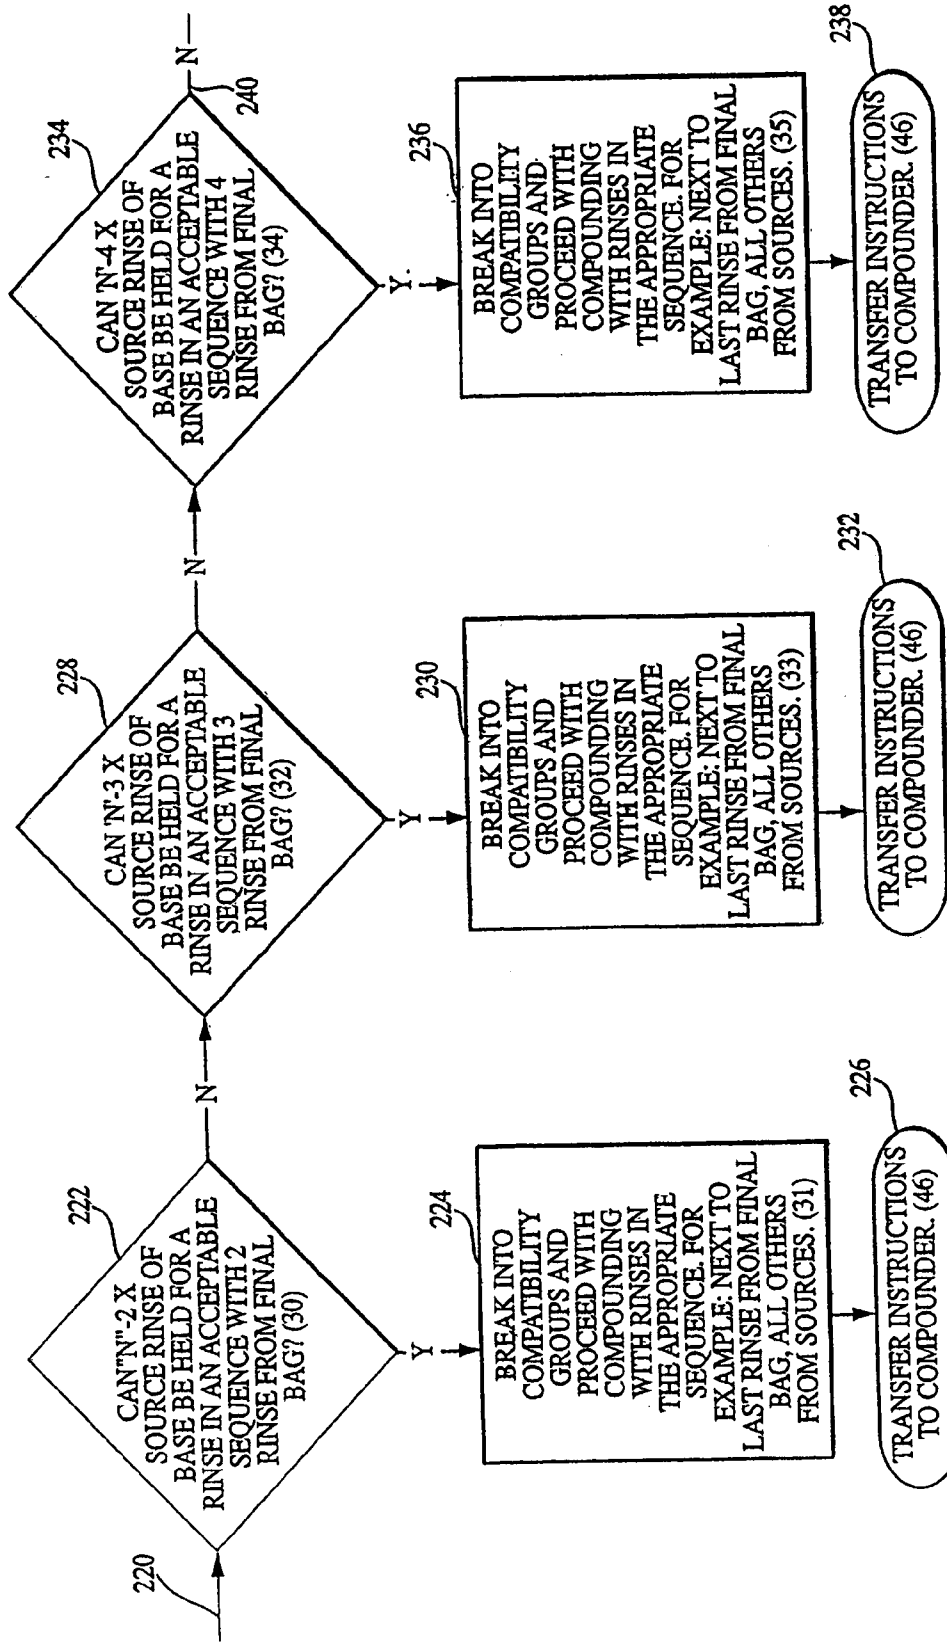 220
222
CAN"N"-2 X
SOURCE RINSE OF
BASE BE HELD FOR A
RINSE IN AN ACCEPTABLE
SEQUENCE WITH 2
RINSE FROM FINAL
BAG? (30)
N
Y
224
BREAK INTO
COMPATIBILITY
GROUPS AND
PROCEED WITH
COMPOUNDING
WITH RINSES IN
THE APPROPRIATE
SEQUENCE. FOR
EXAMPLE: NEXT TO
LAST RINSE FROM FINAL
BAG, ALL OTHERS
FROM SOURCES. (31)
226
TRANSFER INSTRUCTIONS
TO COMPOUNDER. (46)
228
CAN 'N'-3 X
SOURCE RINSE OF
BASE BE HELD FOR A
RINSE IN AN ACCEPTABLE
SEQUENCE WITH 3
RINSE FROM FINAL
BAG? (32)
N
Y
230
BREAK INTO
COMPATIBILITY
GROUPS AND
PROCEED WITH
COMPOUNDING
WITH RINSES IN
THE APPROPRIATE
SEQUENCE. FOR
EXAMPLE: NEXT TO
LAST RINSE FROM FINAL
BAG, ALL OTHERS
FROM SOURCES. (33)
232
TRANSFER INSTRUCTIONS
TO COMPOUNDER. (46)
234
CAN 'N'-4 X
SOURCE RINSE OF
BASE BE HELD FOR A
RINSE IN AN ACCEPTABLE
SEQUENCE WITH 4
RINSE FROM FINAL
BAG? (34)
N
240
Y.
236
BREAK INTO
COMPATIBILITY
GROUPS AND.
PROCEED WITH
COMPOUNDING
WITH RINSES IN
THE APPROPRIATE
SEQUENCE. FOR
EXAMPLE: NEXT TO
LAST RINSE FROM FINAL
BAG, ALL OTHERS
FROM SOURCES. (35)
238
TRANSFER INSTRUCTIONS
TO COMPOUNDER. (46)